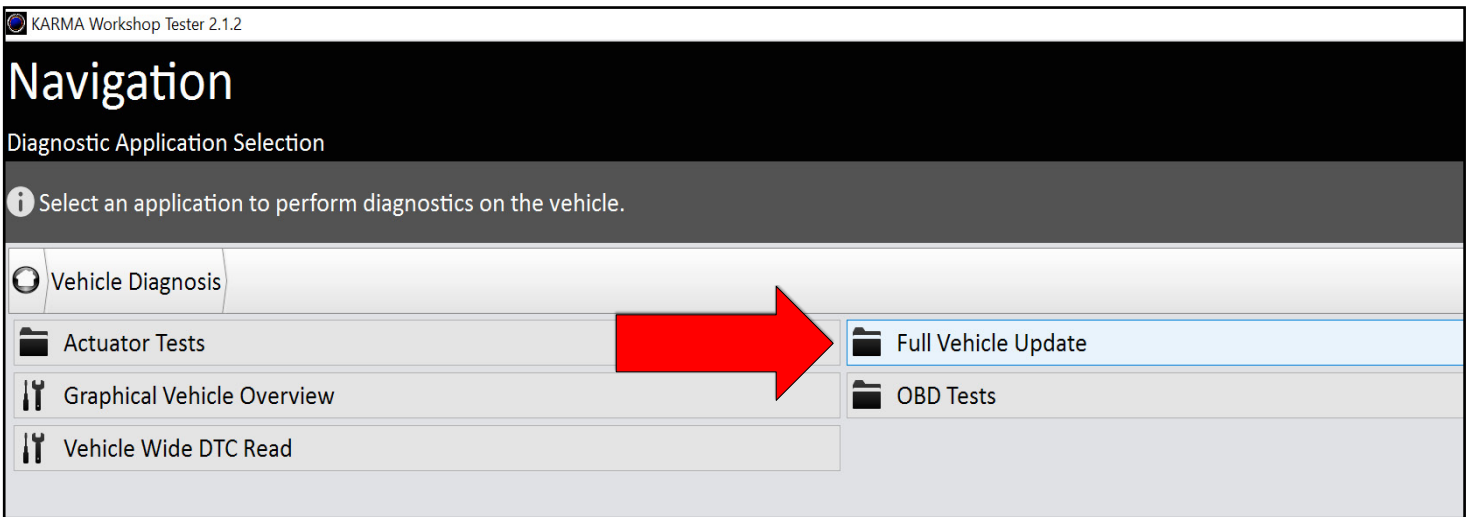 KARMA Workshop Tester 2.1.2
Navigation
Diagnostic Application Selection
Select an application to perform diagnostics on the vehicle.
Vehicle Diagnosis
Actuator Tests
Full Vehicle Update
Graphical Vehicle Overview
OBD Tests
Vehicle Wide DTC Read